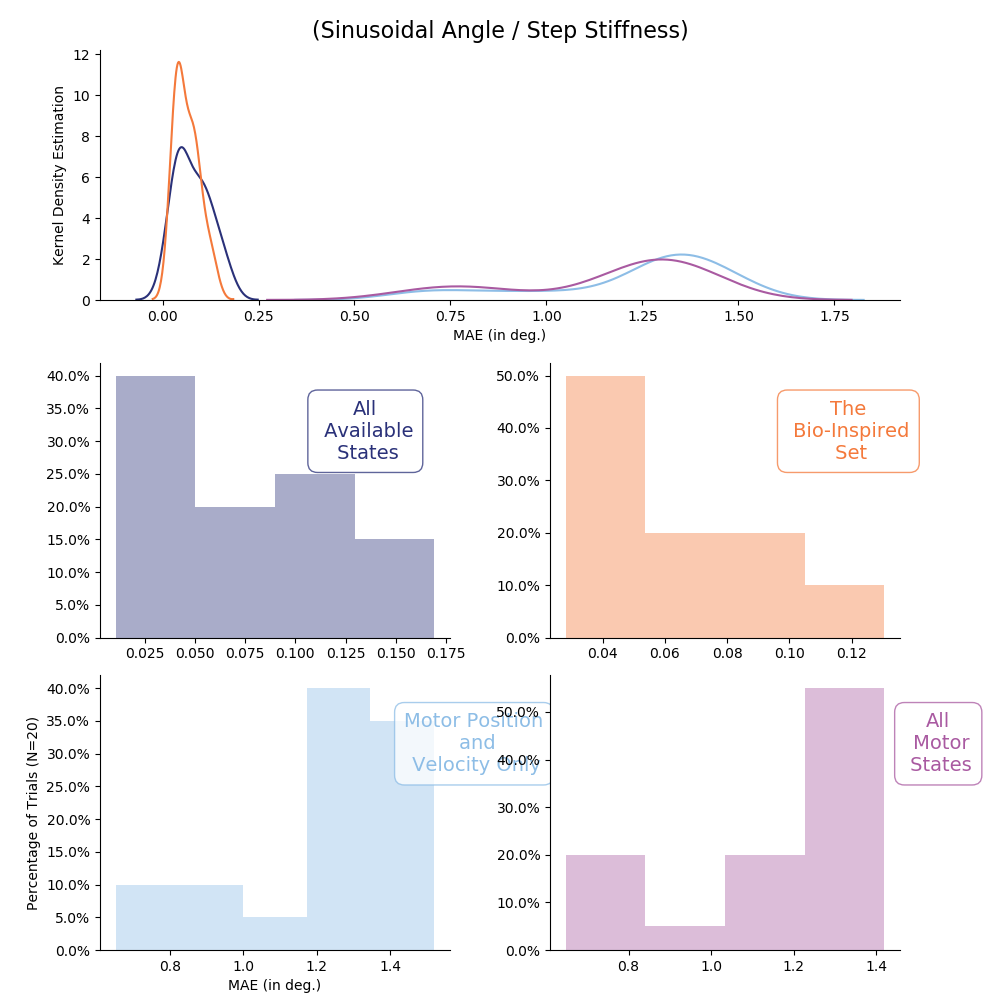 (Sinusoidal Angle / Step Stiffness)
Kernel Density Estimation
12
10
8
6
4
2
0
0.00 0.25 0.50 0.75 1.00 1.25 1.50 1.75
MAE (in deg.)
40.0%
35.0%
30.0%
25.0%
20.0%
15.0%
10.0%
5.0%
0.0%
All
Available
States
0.025 0.050 0.075 0.100 0.125 0.150 0.175
50.0%
40.0%
30.0%
20.0%
10.0%
0.0%
The
Bio-Inspired
Set
0.04 0.06 0.08 0.10 0.12
Percentage of Trials (N=20)
40.0%
35.0%
30.0%
25.0%
20.0%
15.0%
10.0%
5.0%
0.0%
Motor Position
and
Velocity Only
0.8 1.0 1.2 1.4
MAE (in deg.)
50.0%
40.0%
30.0%
20.0%
10.0%
0.0%
All
Motor
States
0.8 1.0 1.2 1.4